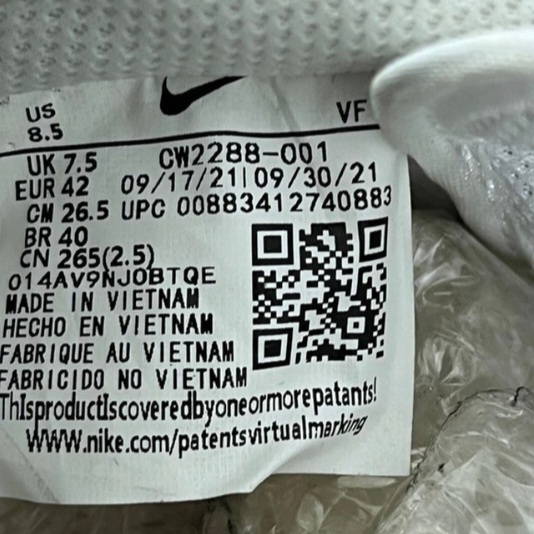 US
8.5
VF
UK 7.5 CW2288-001
EUR 42 09/17/21| 09/30/21
CM 26.5 UPC 00883412740883
BR 40
CN 265(2.5)
014AV9NJ0BTQE
MADE IN VIETNAM
HECHO EN VIETNAM
FABRIQUE AU VIETNAM
FABRICIDO NO VIETNAM
ThIsproductIscoveredbyoneormorepatants!
WWW.nike.com/patentsvirtualmarking